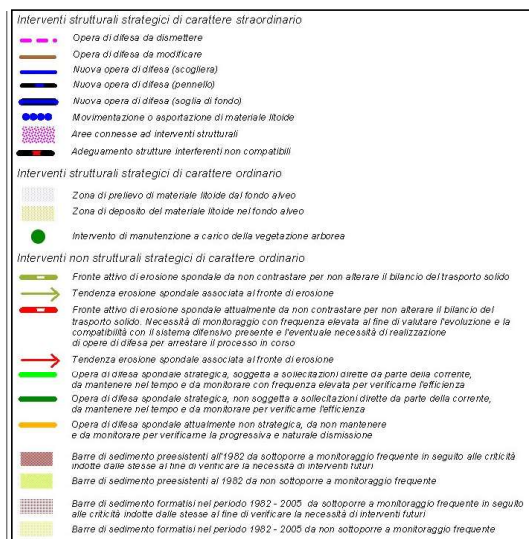 Interventi strutturali strategici di carattere straordinario
Opera di difesa da dismettere
Opera di difesa da modificare
Nuova opera di difesa (scogliera)
Nuova opera di difesa (pennello)
Nuova opera di difesa (soglia di fondo)
Movimentazione o asportazione di materiale litoide
Aree connesse ad interventi strutturali
Adeguamento strutture interferenti non compatibili
Interventi strutturali strategici di carattere ordinario
Zona di prelievo di materiale litoide dal fondo alveo
Zona di deposito del materiale litoide nel fondo alveo
Intervento di manutenzione a carico della vegetazione arborea
Interventi non strutturali strategici di carattere ordinario
Fronte attivo di erosione spondale da non contrastare per non alterare il bilancio del trasporto solido
Tendenza erosione spondale associata al fronte di erosione
Fronte attivo di erosione spondale attualmente da non contrastare per non alterare il bilancio del
trasporto solido. Necessità di monitoraggio con frequenza elevata al fine di valutare l'evoluzione e la
compatibilità con il sistema difensivo presente e l'eventuale necessità di realizzazione
di opere di difesa per arrestare il processo in corso
Tendenza erosione spondale associata al fronte di erosione
Opera di difesa spondale strategica, soggetta a sollecitazioni dirette da parte della corrente,
da mantenere nel tempo e da monitorare con frequenza elevata per verificarne l'efficienza
Opera di difesa spondale strategica, non soggetta a sollecitazioni dirette da parte della corrente,
da mantenere nel tempo e da monitorare per verificarne l'efficienza
Opera di difesa spondale attualmente non strategica, da non mantenere
e da monitorare per verificarne la progressiva e naturale dismissione
Barre di sedimento preesistenti all'1982 da sottoporre a monitoraggio frequente in seguito alle criticità
indotte dalle stesse al fine di verificare la necessità di interventi futuri
Barre di sedimento preesistenti al 1982 da non sottoporre a monitoraggio frequente
Barre di sedimento formatisi nel periodo 1982 - 2005 da sottoporre a monitoraggio frequente in seguito
alle criticità indotte dalle stesse al fine di verificare la necessità di interventi futuri
Barre di sedimento formatisi nel periodo 1982 - 2005 da non sottoporre a monitoraggio frequente